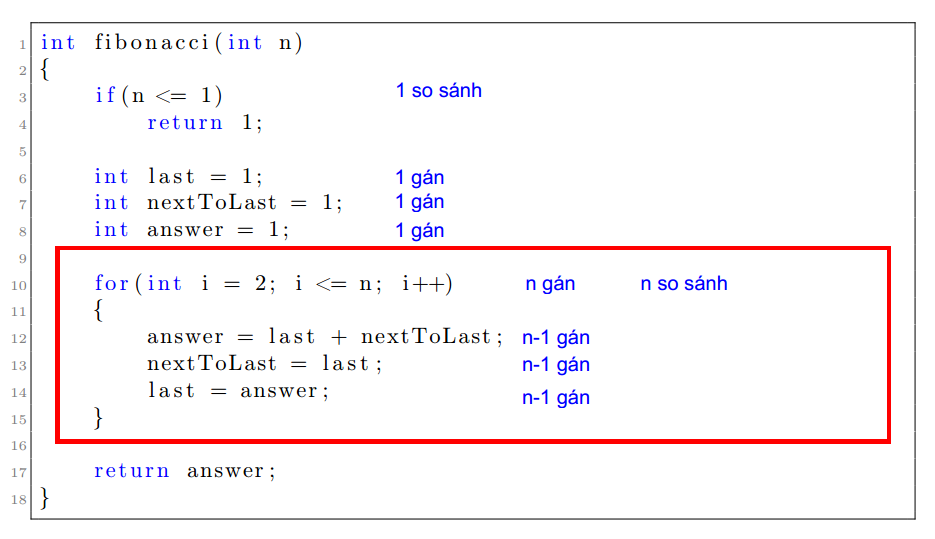 1 int fibonacci(int n)
2 {
3 if(n <= 1) 1 so sánh
4 return 1;
5
6 int last = 1; 1 gán
7 int nextToLast = 1; 1 gán
8 int answer = 1; 1 gán
9
10 for(int i = 2; i <= n; i++) n gán n so sánh
11 {
12 answer = last + nextToLast; n-1 gán
13 nextToLast = last; n-1 gán
14 last = answer; n-1 gán
15 }
16
17 return answer;
18 }